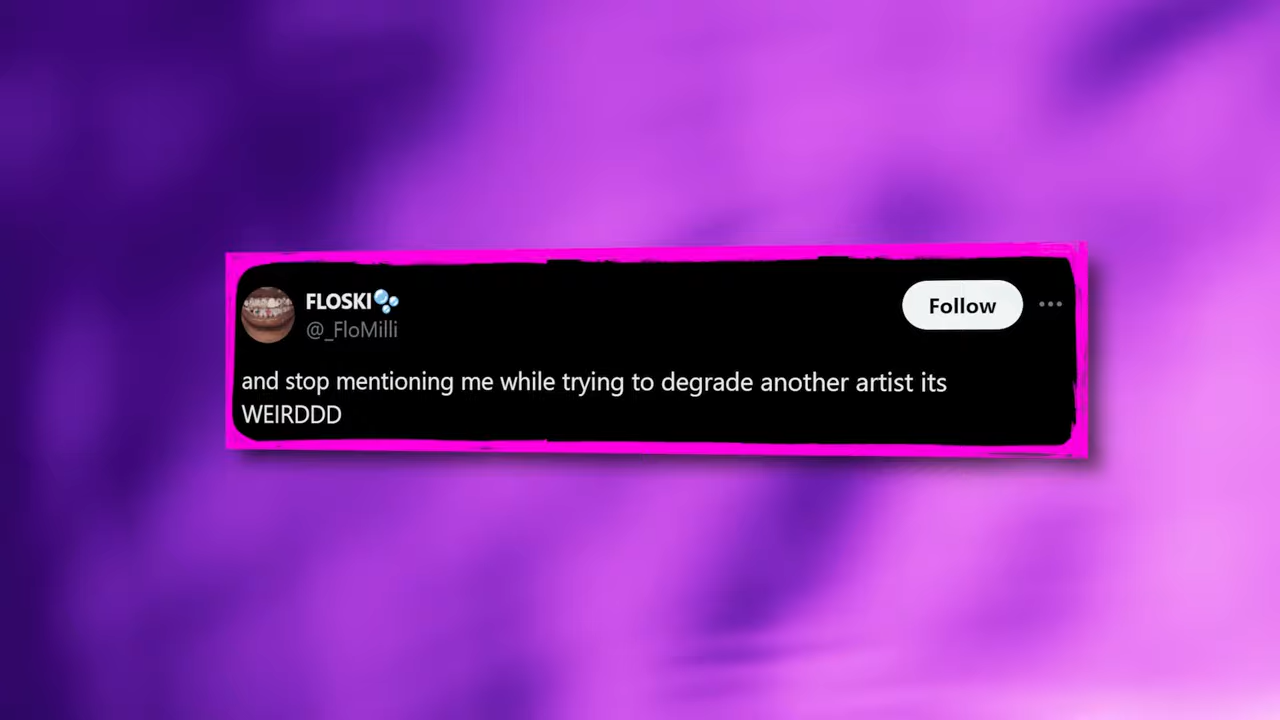 FLOSKI🫧
@_FloMilli
Follow
and stop mentioning me while trying to degrade another artist its
WEIRDDD